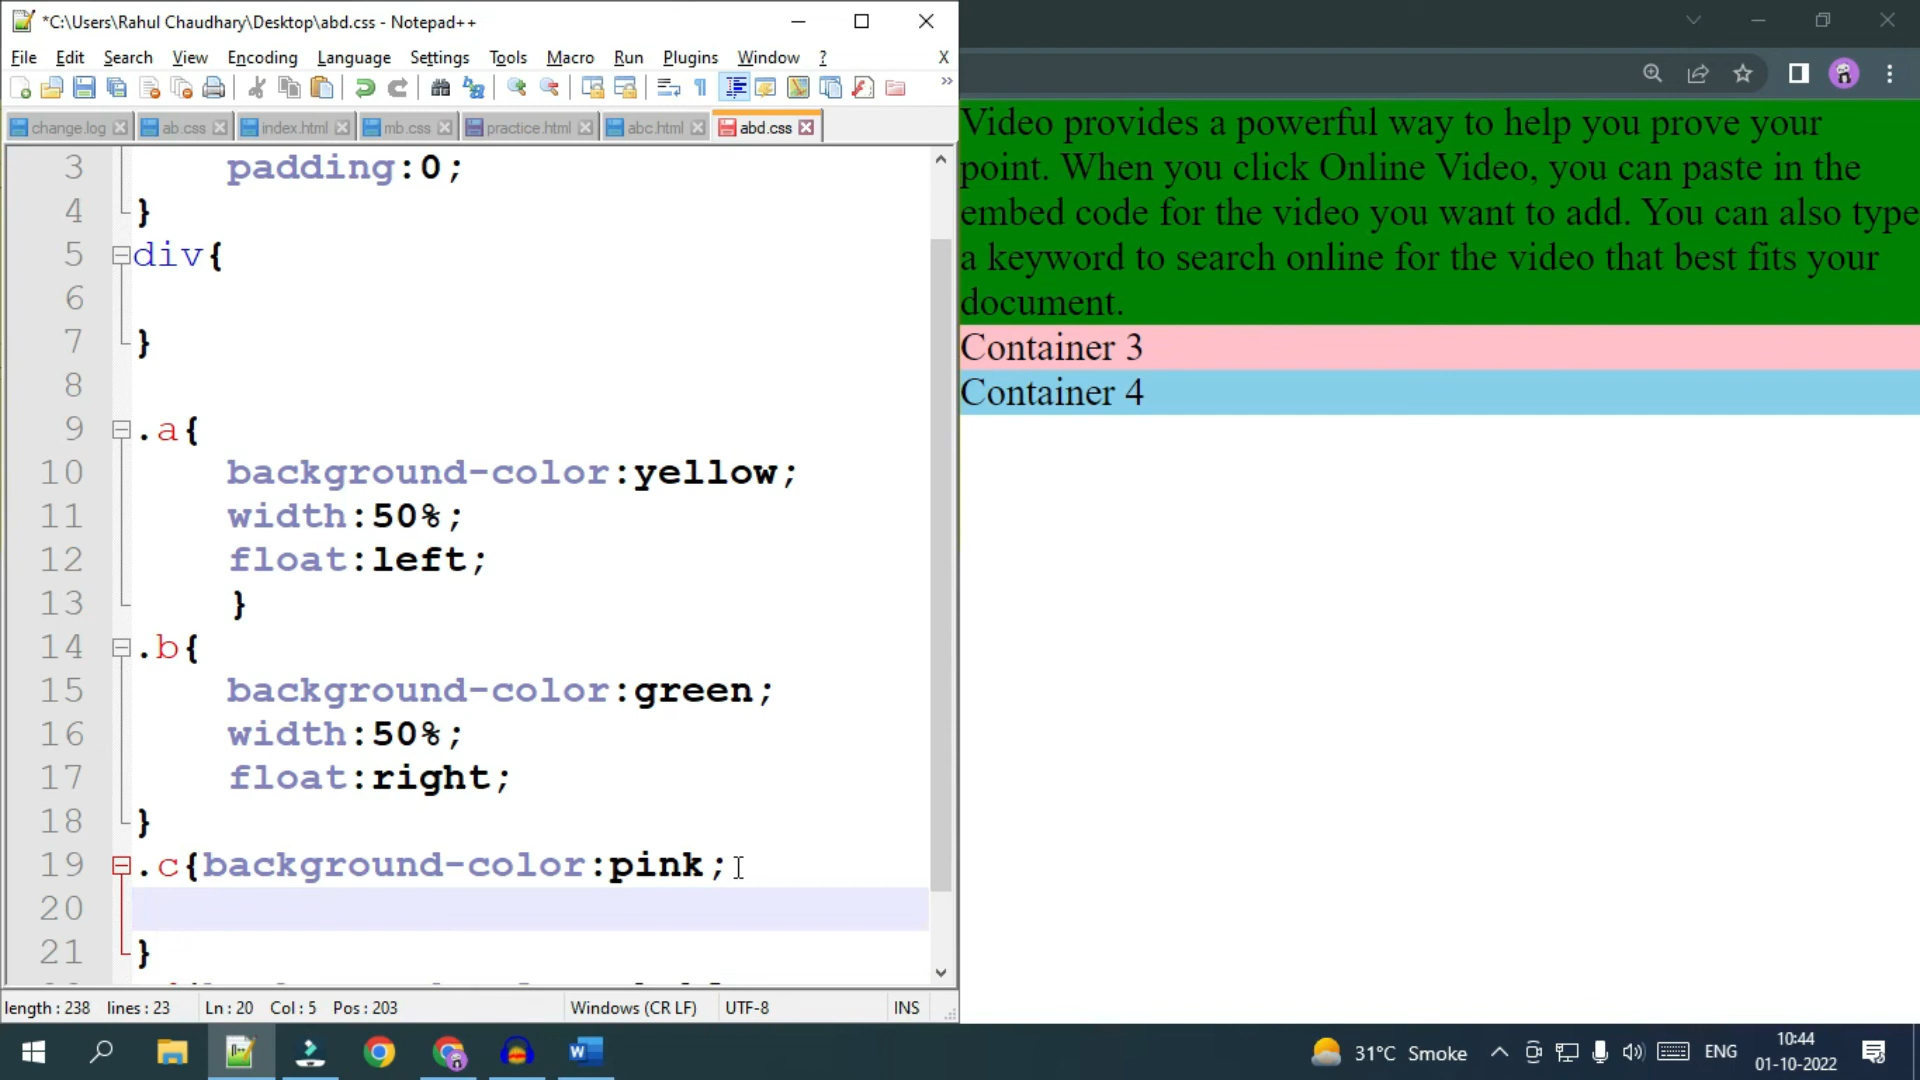 *C:\Users\Rahul Chaudhary\Desktop\abd.css - Notepad++
File Edit Search View Encoding Language Settings Tools Macro Run Plugins Window ? X
change.log ab.css index.html mb.css practice.html abc.html abd.css
3 padding:0;
4 }
5 div{
6
7 }
8
9 .a{
10 background-color:yellow;
11 width:50%;
12 float:left;
13 }
14 .b{
15 background-color:green;
16 width:50%;
17 float:right;
18 }
19 .c{background-color:pink;
20
21 }
length : 238 lines : 23 Ln : 20 Col : 5 Pos : 203 Windows (CR LF) UTF-8 INS
Video provides a powerful way to help you prove your
point. When you click Online Video, you can paste in the
embed code for the video you want to add. You can also type
a keyword to search online for the video that best fits your
document.
Container 3
Container 4
31°C Smoke ENG 10:44
01-10-2022